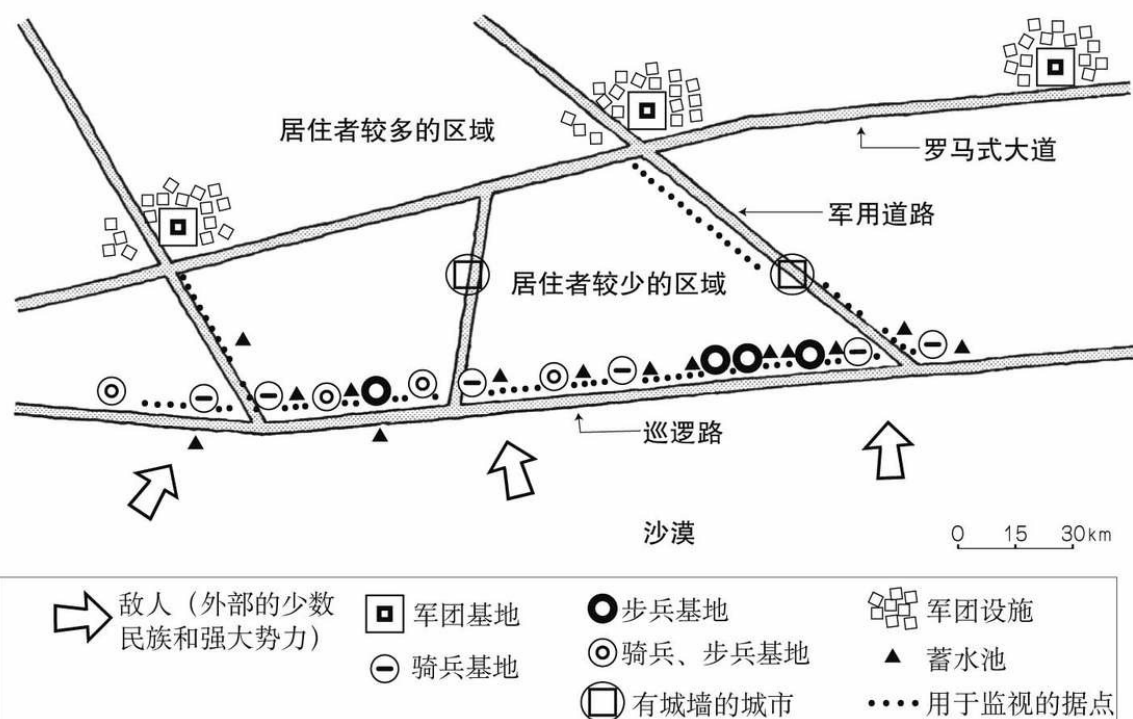 居住者较多的区域
罗马式大道
军用道路
居住者较少的区域
巡逻路
沙漠
0 15 30km
敌人（外部的少数
民族和强大势力）
军团基地
骑兵基地
步兵基地
骑兵、步兵基地
有城墙的城市
军团设施
蓄水池
用于监视的据点